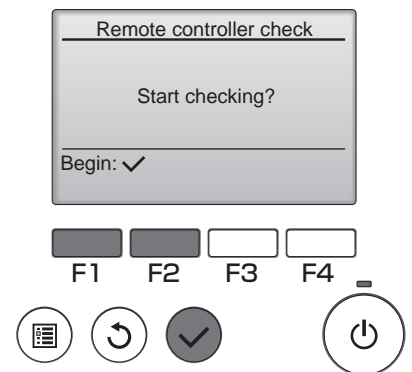 Remote controller check
Start checking?
Begin: ✓
F1 F2 F3 F4